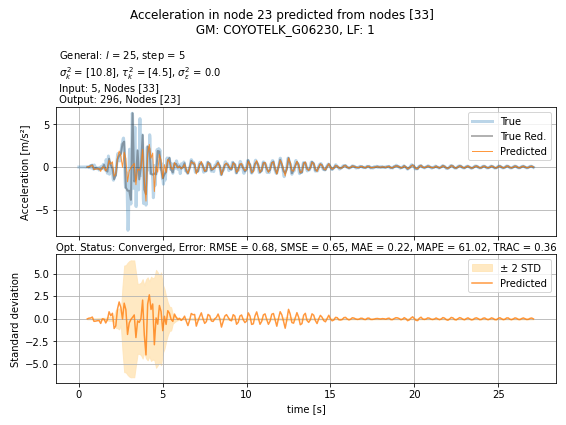 Acceleration in node 23 predicted from nodes [33]
GM: COYOTELK_G06230, LF: 1
General: l = 25, step = 5
σ²ₖ = [10.8], τ²ₖ = [4.5], σ²ε = 0.0
Input: 5, Nodes [33]
Output: 296, Nodes [23]
Acceleration [m/s²]
5
0
−5
True
True Red.
Predicted
Opt. Status: Converged, Error: RMSE = 0.68, SMSE = 0.65, MAE = 0.22, MAPE = 61.02, TRAC = 0.36
Standard deviation
5.0
2.5
0.0
−2.5
−5.0
± 2 STD
Predicted
0 5 10 15 20 25
time [s]